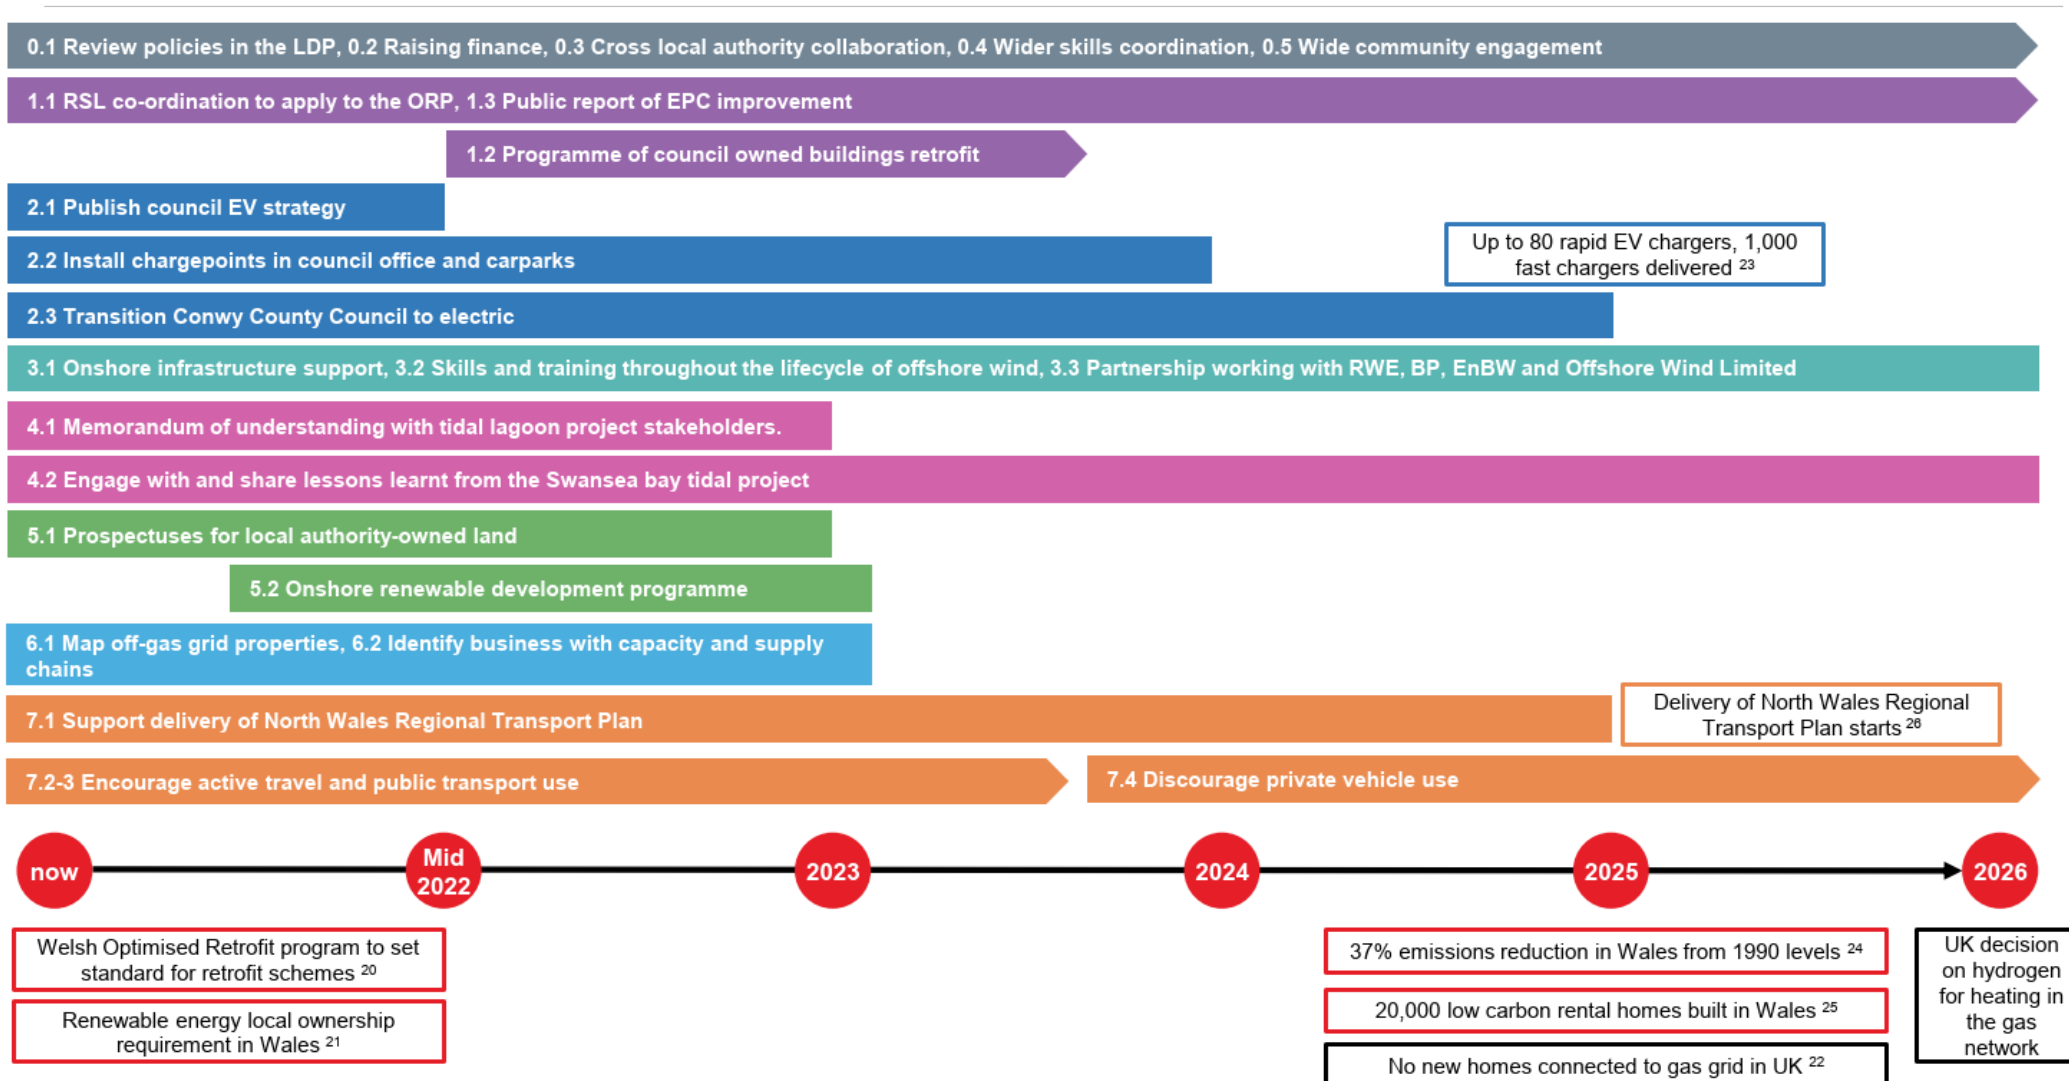 0.1 Review policies in the LDP, 0.2 Raising finance, 0.3 Cross local authority collaboration, 0.4 Wider skills coordination, 0.5 Wide community engagement
1.1 RSL co-ordination to apply to the ORP, 1.3 Public report of EPC improvement
1.2 Programme of council owned buildings retrofit
2.1 Publish council EV strategy
2.2 Install chargepoints in council office and carparks
Up to 80 rapid EV chargers, 1,000
fast chargers delivered 23
2.3 Transition Conwy County Council to electric
3.1 Onshore infrastructure support, 3.2 Skills and training throughout the lifecycle of offshore wind, 3.3 Partnership working with RWE, BP, EnBW and Offshore Wind Limited
4.1 Memorandum of understanding with tidal lagoon project stakeholders.
4.2 Engage with and share lessons learnt from the Swansea bay tidal project
5.1 Prospectuses for local authority-owned land
5.2 Onshore renewable development programme
6.1 Map off-gas grid properties, 6.2 Identify business with capacity and supply
chains
7.1 Support delivery of North Wales Regional Transport Plan
Delivery of North Wales Regional
Transport Plan starts 26
7.2-3 Encourage active travel and public transport use
7.4 Discourage private vehicle use
now
Mid
2022
2023
2024
2025
2026
Welsh Optimised Retrofit program to set
standard for retrofit schemes 20
Renewable energy local ownership
requirement in Wales 21
37% emissions reduction in Wales from 1990 levels 24
20,000 low carbon rental homes built in Wales 25
No new homes connected to gas grid in UK 22
UK decision
on hydrogen
for heating in
the gas
network